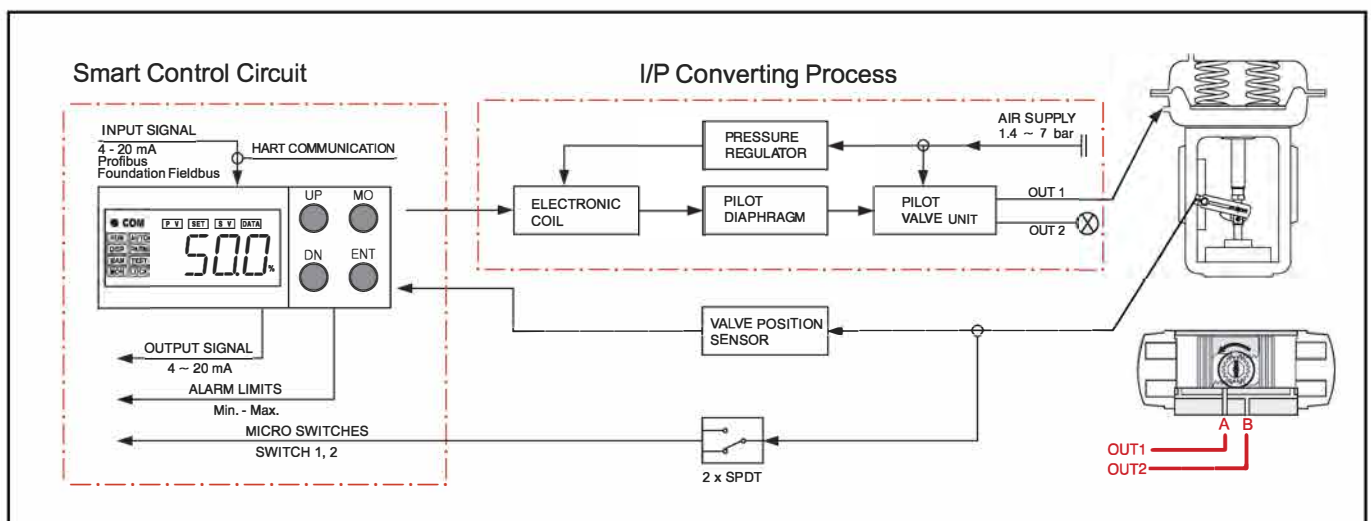 Smart Control Circuit
I/P Converting Process
INPUT SIGNAL
4 - 20 mA
Profibus
Foundation Fieldbus
HART COMMUNICATION
UP MO
DN ENT
COM
P V SET S V DATA
50.0 %
OUTPUT SIGNAL
4 ~ 20 mA
ALARM LIMITS
Min. - Max.
MICRO SWITCHES
SWITCH 1, 2
AIR SUPPLY
1.4 ~ 7 bar
PRESSURE
REGULATOR
ELECTRONIC
COIL
PILOT
DIAPHRAGM
PILOT
VALVE UNIT
OUT 1
OUT 2
VALVE POSITION
SENSOR
2 x SPDT
A B
OUT1
OUT2